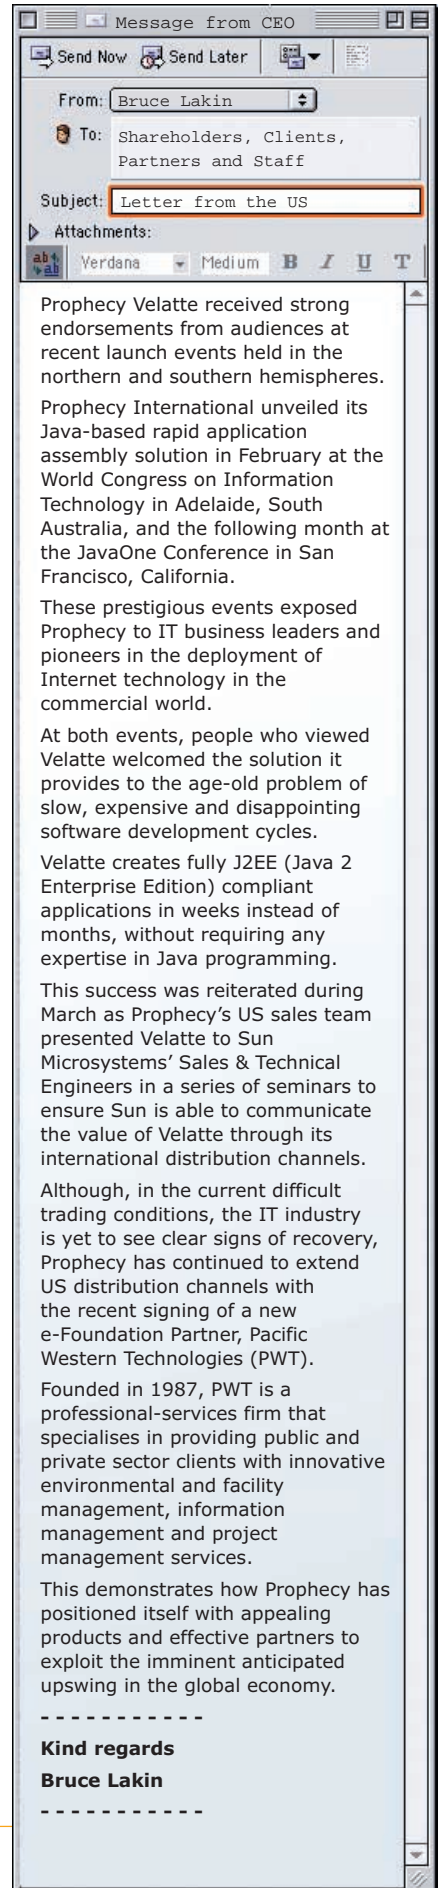 Message from CEO
Send Now Send Later
From: Bruce Lakin
To: Shareholders, Clients,
Partners and Staff
Subject: Letter from the US
Attachments:
Verdana Medium B I U T
Prophecy Velatte received strong
endorsements from audiences at
recent launch events held in the
northern and southern hemispheres.
Prophecy International unveiled its
Java-based rapid application
assembly solution in February at the
World Congress on Information
Technology in Adelaide, South
Australia, and the following month at
the JavaOne Conference in San
Francisco, California.
These prestigious events exposed
Prophecy to IT business leaders and
pioneers in the deployment of
Internet technology in the
commercial world.
At both events, people who viewed
Velatte welcomed the solution it
provides to the age-old problem of
slow, expensive and disappointing
software development cycles.
Velatte creates fully J2EE (Java 2
Enterprise Edition) compliant
applications in weeks instead of
months, without requiring any
expertise in Java programming.
This success was reiterated during
March as Prophecy’s US sales team
presented Velatte to Sun
Microsystems’ Sales & Technical
Engineers in a series of seminars to
ensure Sun is able to communicate
the value of Velatte through its
international distribution channels.
Although, in the current difficult
trading conditions, the IT industry
is yet to see clear signs of recovery,
Prophecy has continued to extend
US distribution channels with
the recent signing of a new
e-Foundation Partner, Pacific
Western Technologies (PWT).
Founded in 1987, PWT is a
professional-services firm that
specialises in providing public and
private sector clients with innovative
environmental and facility
management, information
management and project
management services.
This demonstrates how Prophecy has
positioned itself with appealing
products and effective partners to
exploit the imminent anticipated
upswing in the global economy.
- - - - - - - - - - -
Kind regards
Bruce Lakin
- - - - - - - - - - -